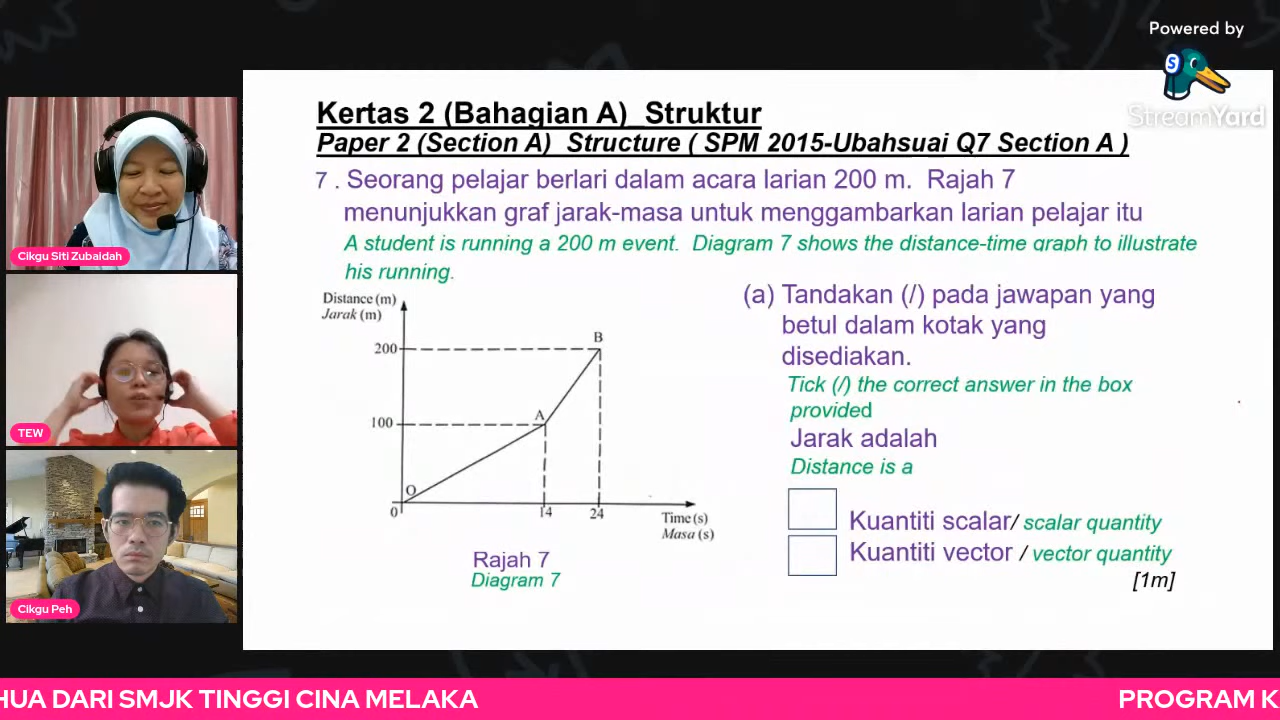 Powered by
S
StreamYard
Kertas 2 (Bahagian A)_Struktur
Paper 2 (Section A)_Structure ( SPM 2015-Ubahsuai Q7 Section A )
7 . Seorang pelajar berlari dalam acara larian 200 m. Rajah 7
menunjukkan graf jarak-masa untuk menggambarkan larian pelajar itu
A student is running a 200 m event. Diagram 7 shows the distance-time graph to illustrate
his running.
Distance (m)
Jarak (m)
200
100
0
O
A
B
14
24
Time (s)
Masa (s)
Rajah 7
Diagram 7
(a) Tandakan (/) pada jawapan yang
betul dalam kotak yang
disediakan.
Tick (/) the correct answer in the box
provided
Jarak adalah
Distance is a
Kuantiti scalar/ scalar quantity
Kuantiti vector / vector quantity
[1m]
Cikgu Siti Zubaidah
TEW
Cikgu Peh
HUA DARI SMJK TINGGI CINA MELAKA
PROGRAM K